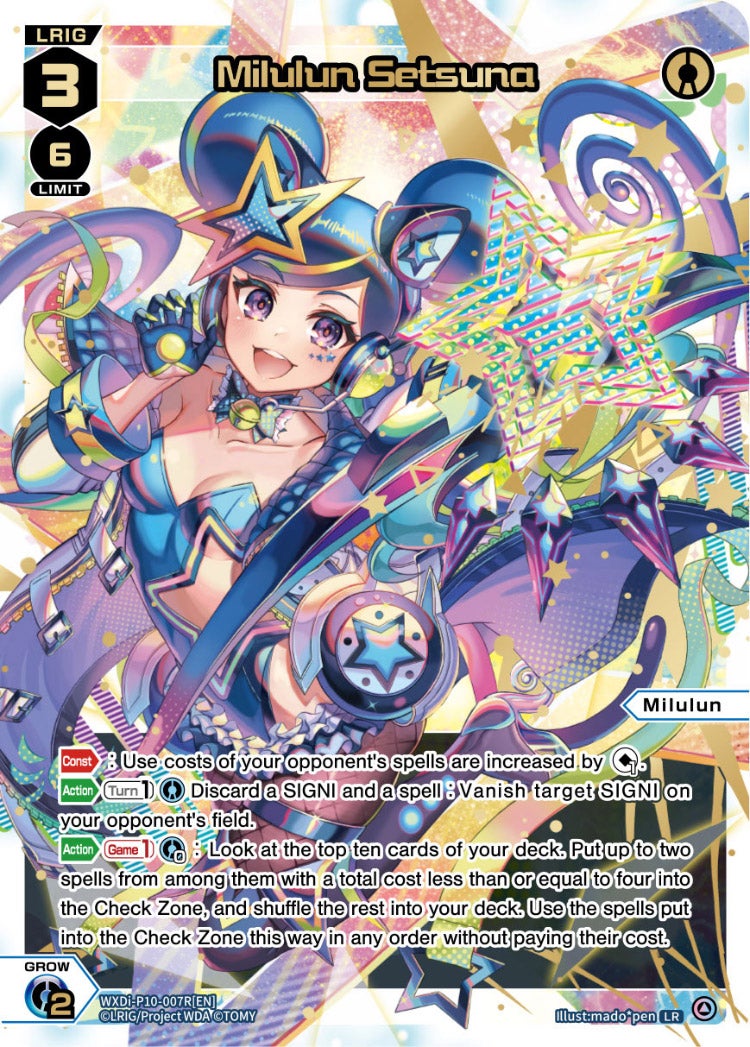 LRIG
3
Milulun Setsuna
6
LIMIT
Milulun
Const : Use costs of your opponent's spells are increased by 1.
Action Turn 1 Discard a SIGNI and a spell : Vanish target SIGNI on
your opponent's field.
Action Game 1 0 : Look at the top ten cards of your deck. Put up to two
spells from among them with a total cost less than or equal to four into
the Check Zone, and shuffle the rest into your deck. Use the spells put
into the Check Zone this way in any order without paying their cost.
GROW
2
WXDi-P10-007R[EN]
©LRIG/Project WDA ©TOMY
Illust:mado*pen LR